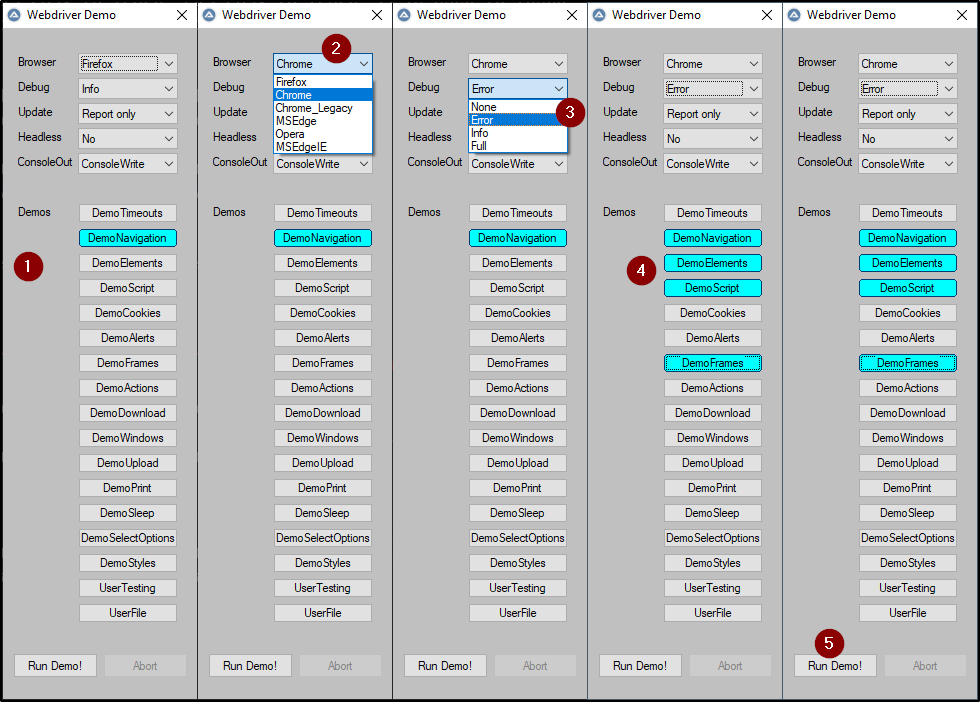 Webdriver Demo
Browser Firefox
Debug Info
Update Report only
Headless No
ConsoleOut ConsoleWrite
Demos DemoTimeouts
DemoNavigation
1
DemoElements
DemoScript
DemoCookies
DemoAlerts
DemoFrames
DemoActions
DemoDownload
DemoWindows
DemoUpload
DemoPrint
DemoSleep
DemoSelectOptions
DemoStyles
UserTesting
UserFile
Run Demo! Abort
Webdriver Demo
2
Browser Chrome
Debug Firefox
Chrome
Update Chrome_Legacy
MSEdge
Headless Opera
MSEdgeIE
ConsoleOut ConsoleWrite
Demos DemoTimeouts
DemoNavigation
DemoElements
DemoScript
DemoCookies
DemoAlerts
DemoFrames
DemoActions
DemoDownload
DemoWindows
DemoUpload
DemoPrint
DemoSleep
DemoSelectOptions
DemoStyles
UserTesting
UserFile
Run Demo! Abort
Webdriver Demo
Browser Chrome
Debug Error
None
3
Update Error
Info
Headless Full
ConsoleOut ConsoleWrite
Demos DemoTimeouts
DemoNavigation
DemoElements
DemoScript
DemoCookies
DemoAlerts
DemoFrames
DemoActions
DemoDownload
DemoWindows
DemoUpload
DemoPrint
DemoSleep
DemoSelectOptions
DemoStyles
UserTesting
UserFile
Run Demo! Abort
Webdriver Demo
Browser Chrome
Debug Error
Update Report only
Headless No
ConsoleOut ConsoleWrite
Demos DemoTimeouts
DemoNavigation
4
DemoElements
DemoScript
DemoCookies
DemoAlerts
DemoFrames
DemoActions
DemoDownload
DemoWindows
DemoUpload
DemoPrint
DemoSleep
DemoSelectOptions
DemoStyles
UserTesting
UserFile
Run Demo! Abort
Webdriver Demo
Browser Chrome
Debug Error
Update Report only
Headless No
ConsoleOut ConsoleWrite
Demos DemoTimeouts
DemoNavigation
DemoElements
DemoScript
DemoCookies
DemoAlerts
DemoFrames
DemoActions
DemoDownload
DemoWindows
DemoUpload
DemoPrint
DemoSleep
DemoSelectOptions
DemoStyles
UserTesting
UserFile
5
Run Demo! Abort